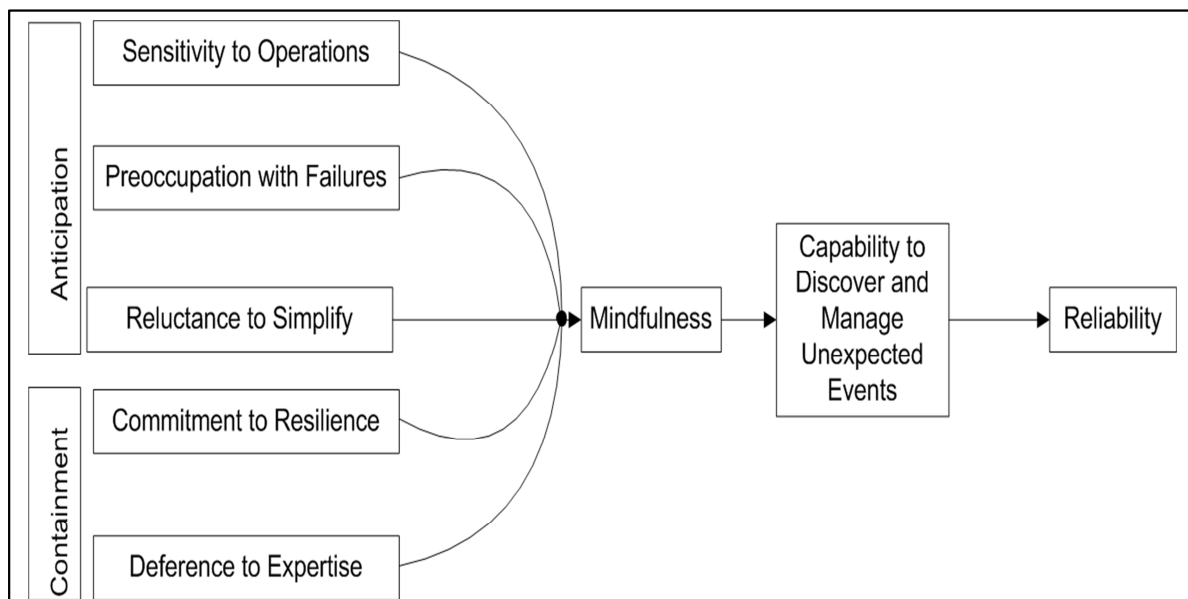 Anticipation
Sensitivity to Operations
Preoccupation with Failures
Reluctance to Simplify
Containment
Commitment to Resilience
Deference to Expertise
Mindfulness
Capability to
Discover and
Manage
Unexpected
Events
Reliability